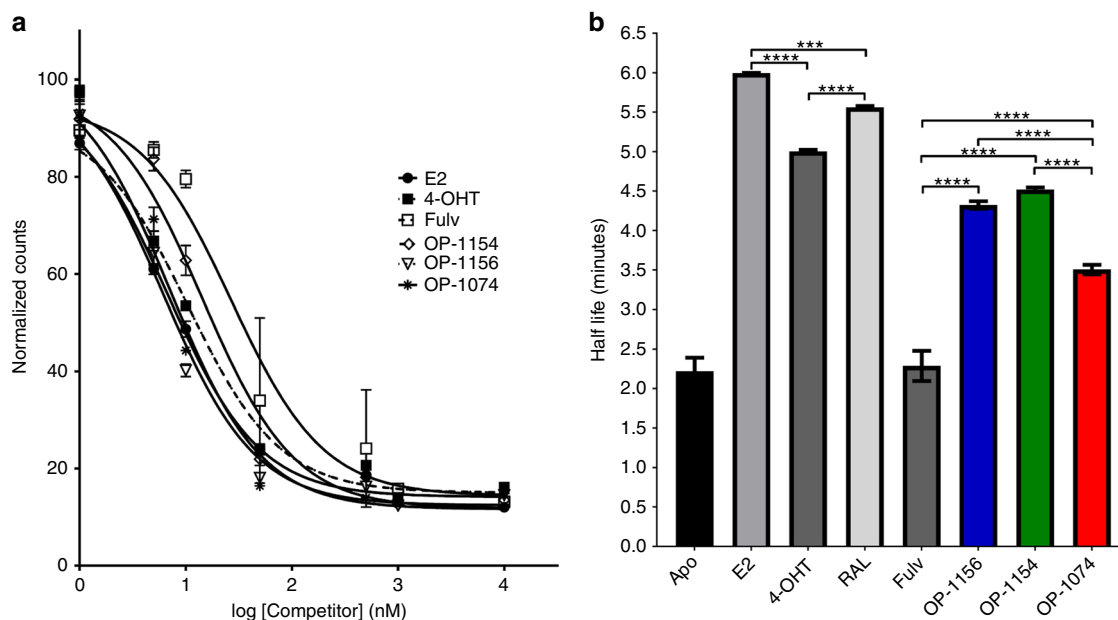 a
100
80
60
40
20
0
Normalized counts
0
1
2
3
4
log [Competitor] (nM)
E2
4-OHT
Fulv
OP-1154
OP-1156
OP-1074
b
6.5
6.0
5.5
5.0
4.5
4.0
3.5
3.0
2.5
2.0
1.5
1.0
0.5
0.0
Half life (minutes)
***
****
****
****
****
****
****
****
Apo
E2
4-OHT
RAL
Fulv
OP-1156
OP-1154
OP-1074